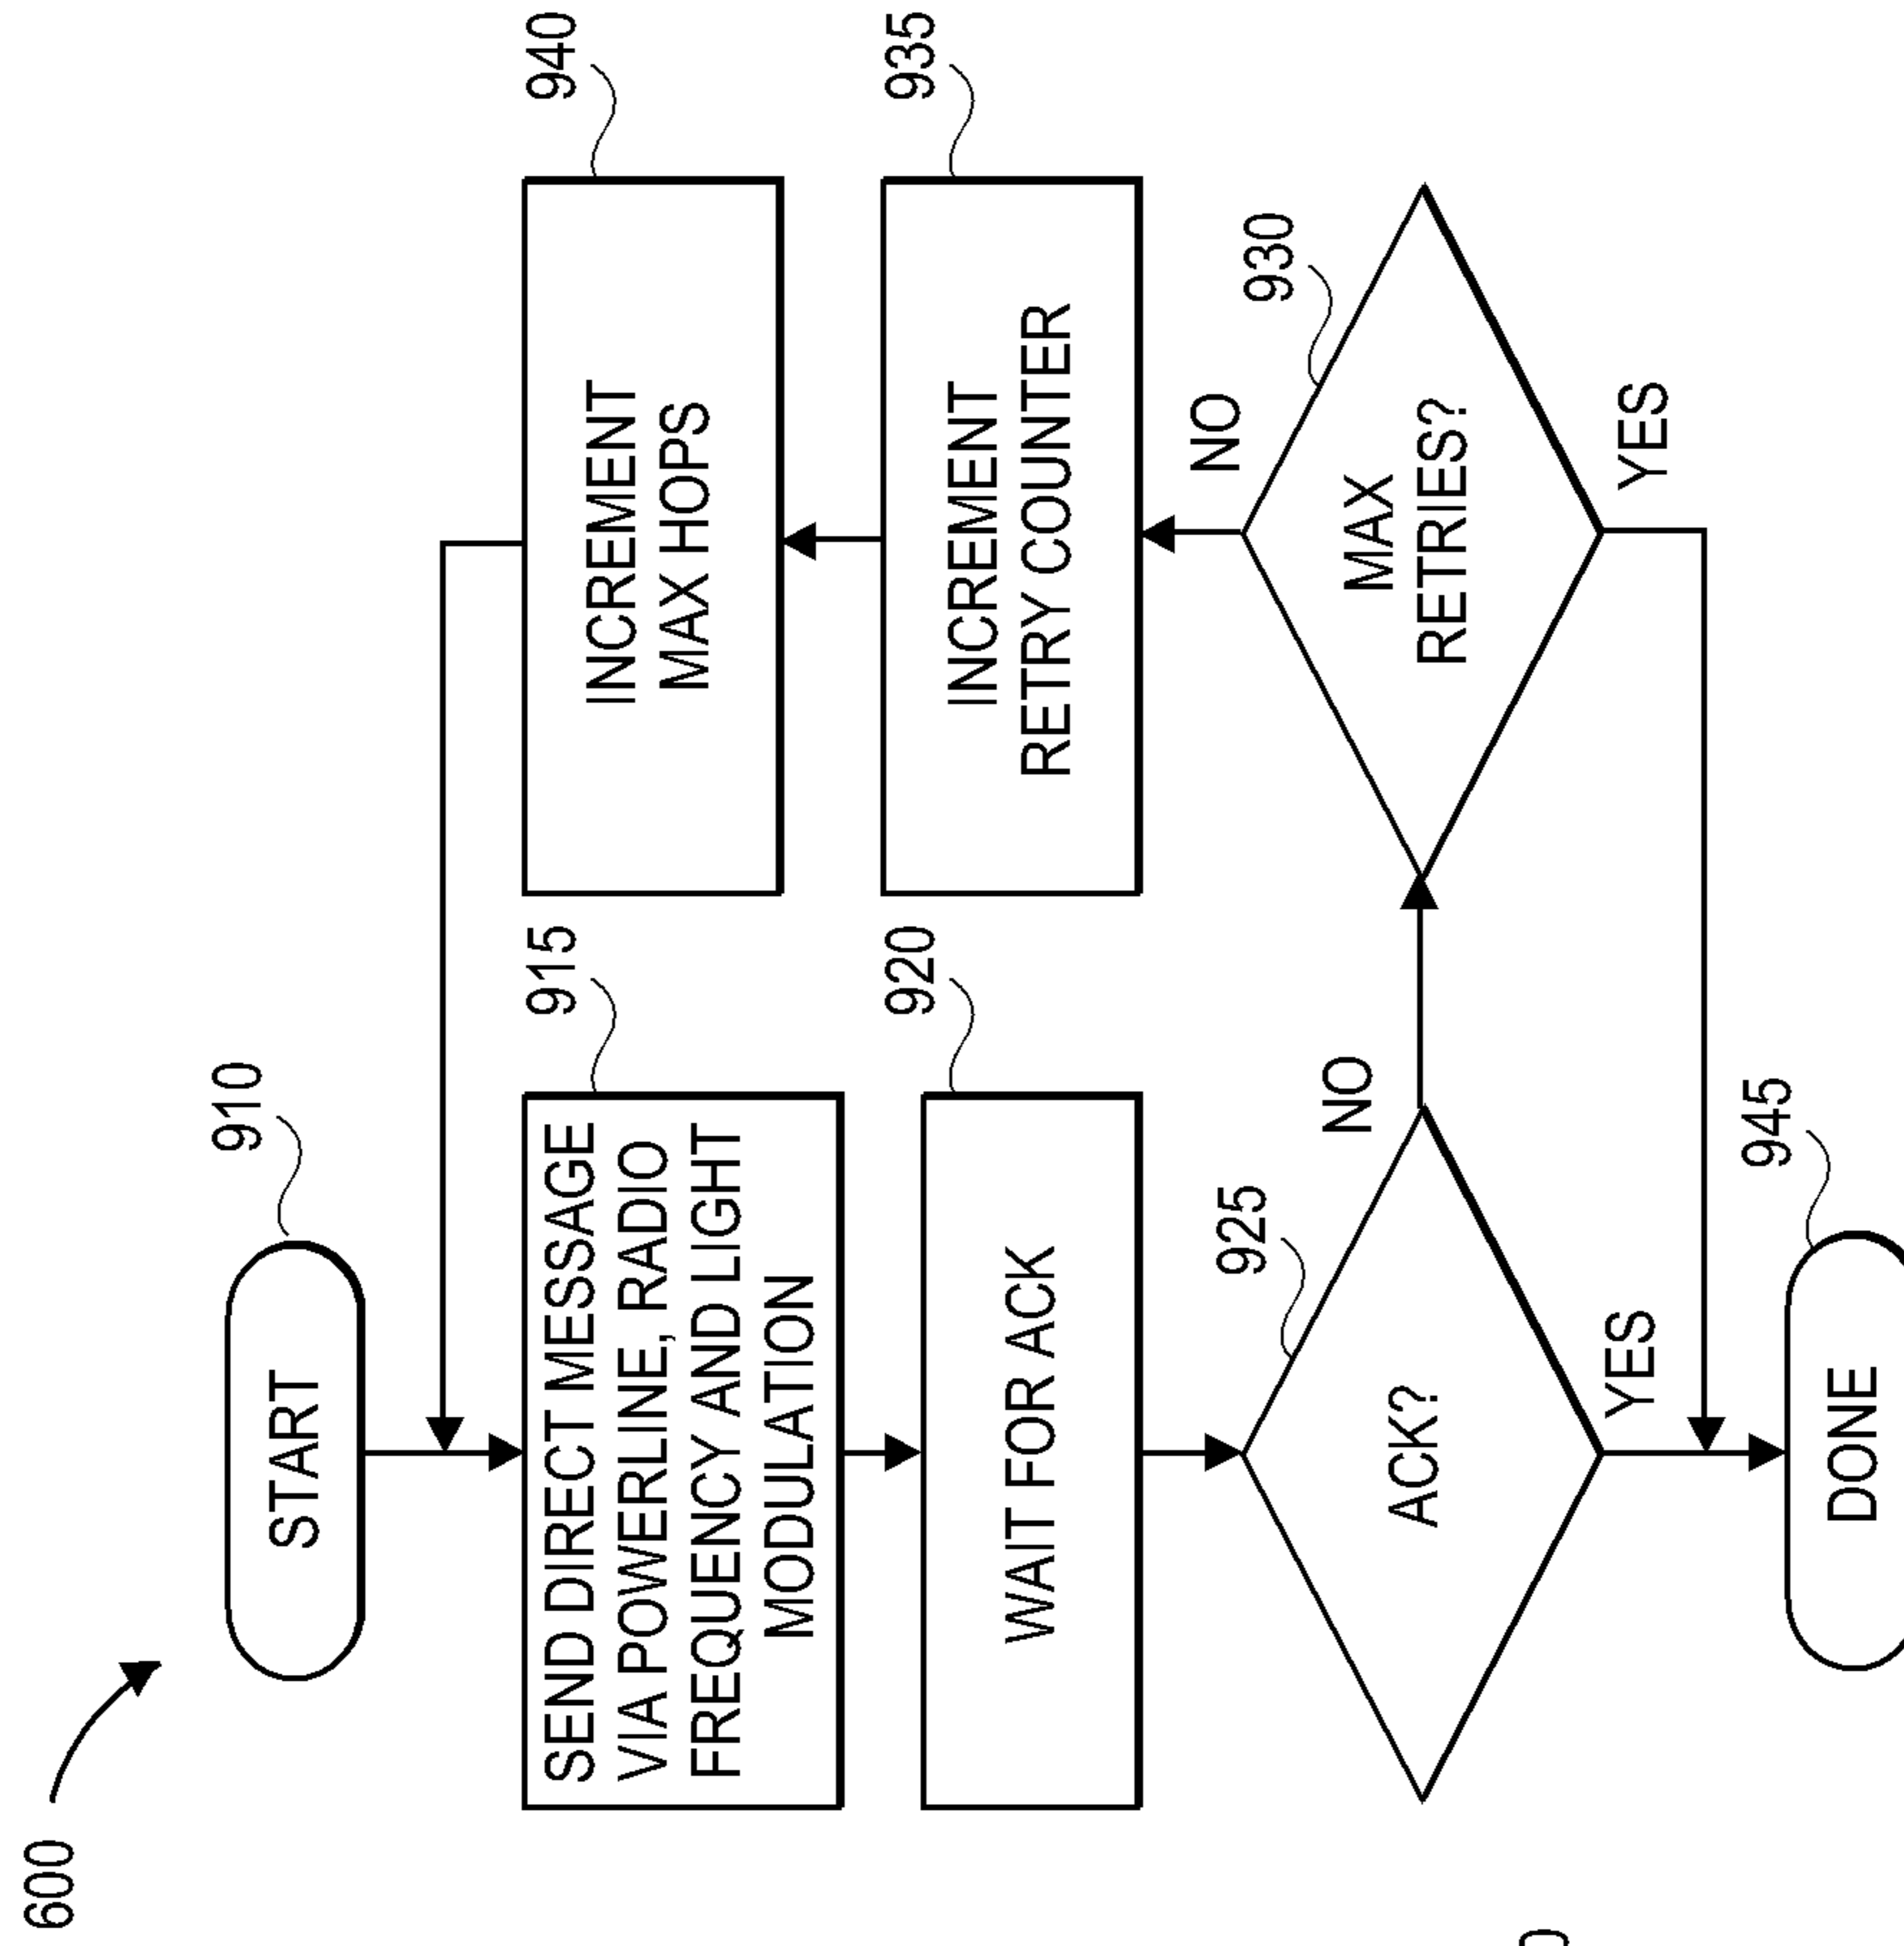 600
START
910
SEND DIRECT MESSAGE
VIA POWERLINE, RADIO
FREQUENCY AND LIGHT
MODULATION
915
WAIT FOR ACK
920
ACK?
925
NO
YES
MAX
RETRIES?
930
NO
YES
INCREMENT
RETRY COUNTER
935
INCREMENT
MAX HOPS
940
DONE
945